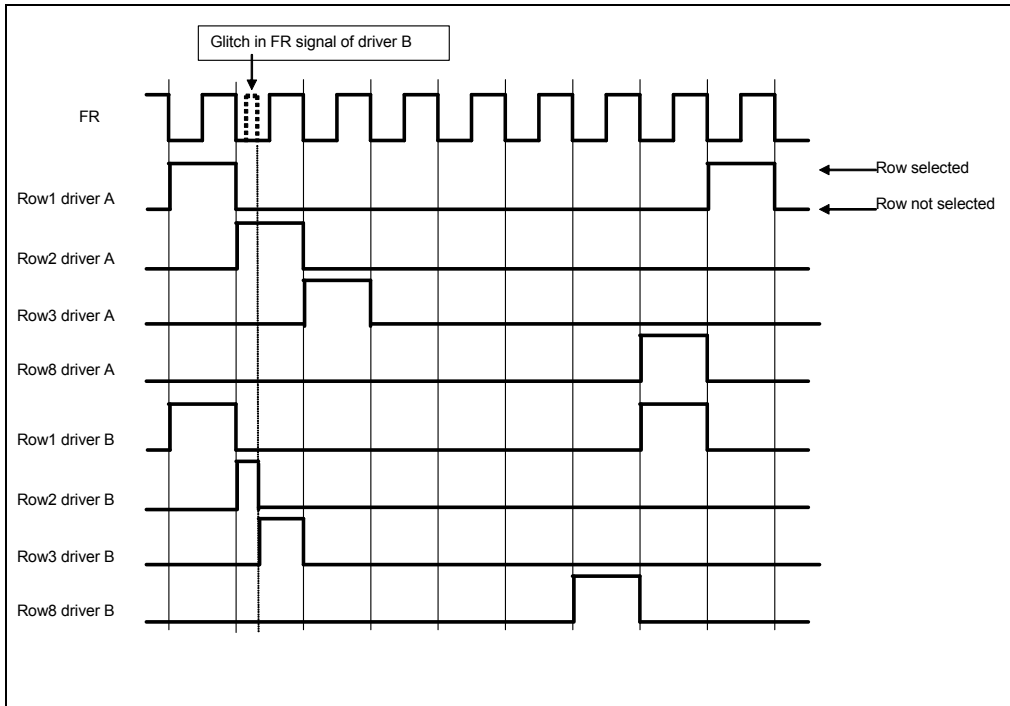 Glitch in FR signal of driver B
FR
Row selected
Row1 driver A
Row not selected
Row2 driver A
Row3 driver A
Row8 driver A
Row1 driver B
Row2 driver B
Row3 driver B
Row8 driver B